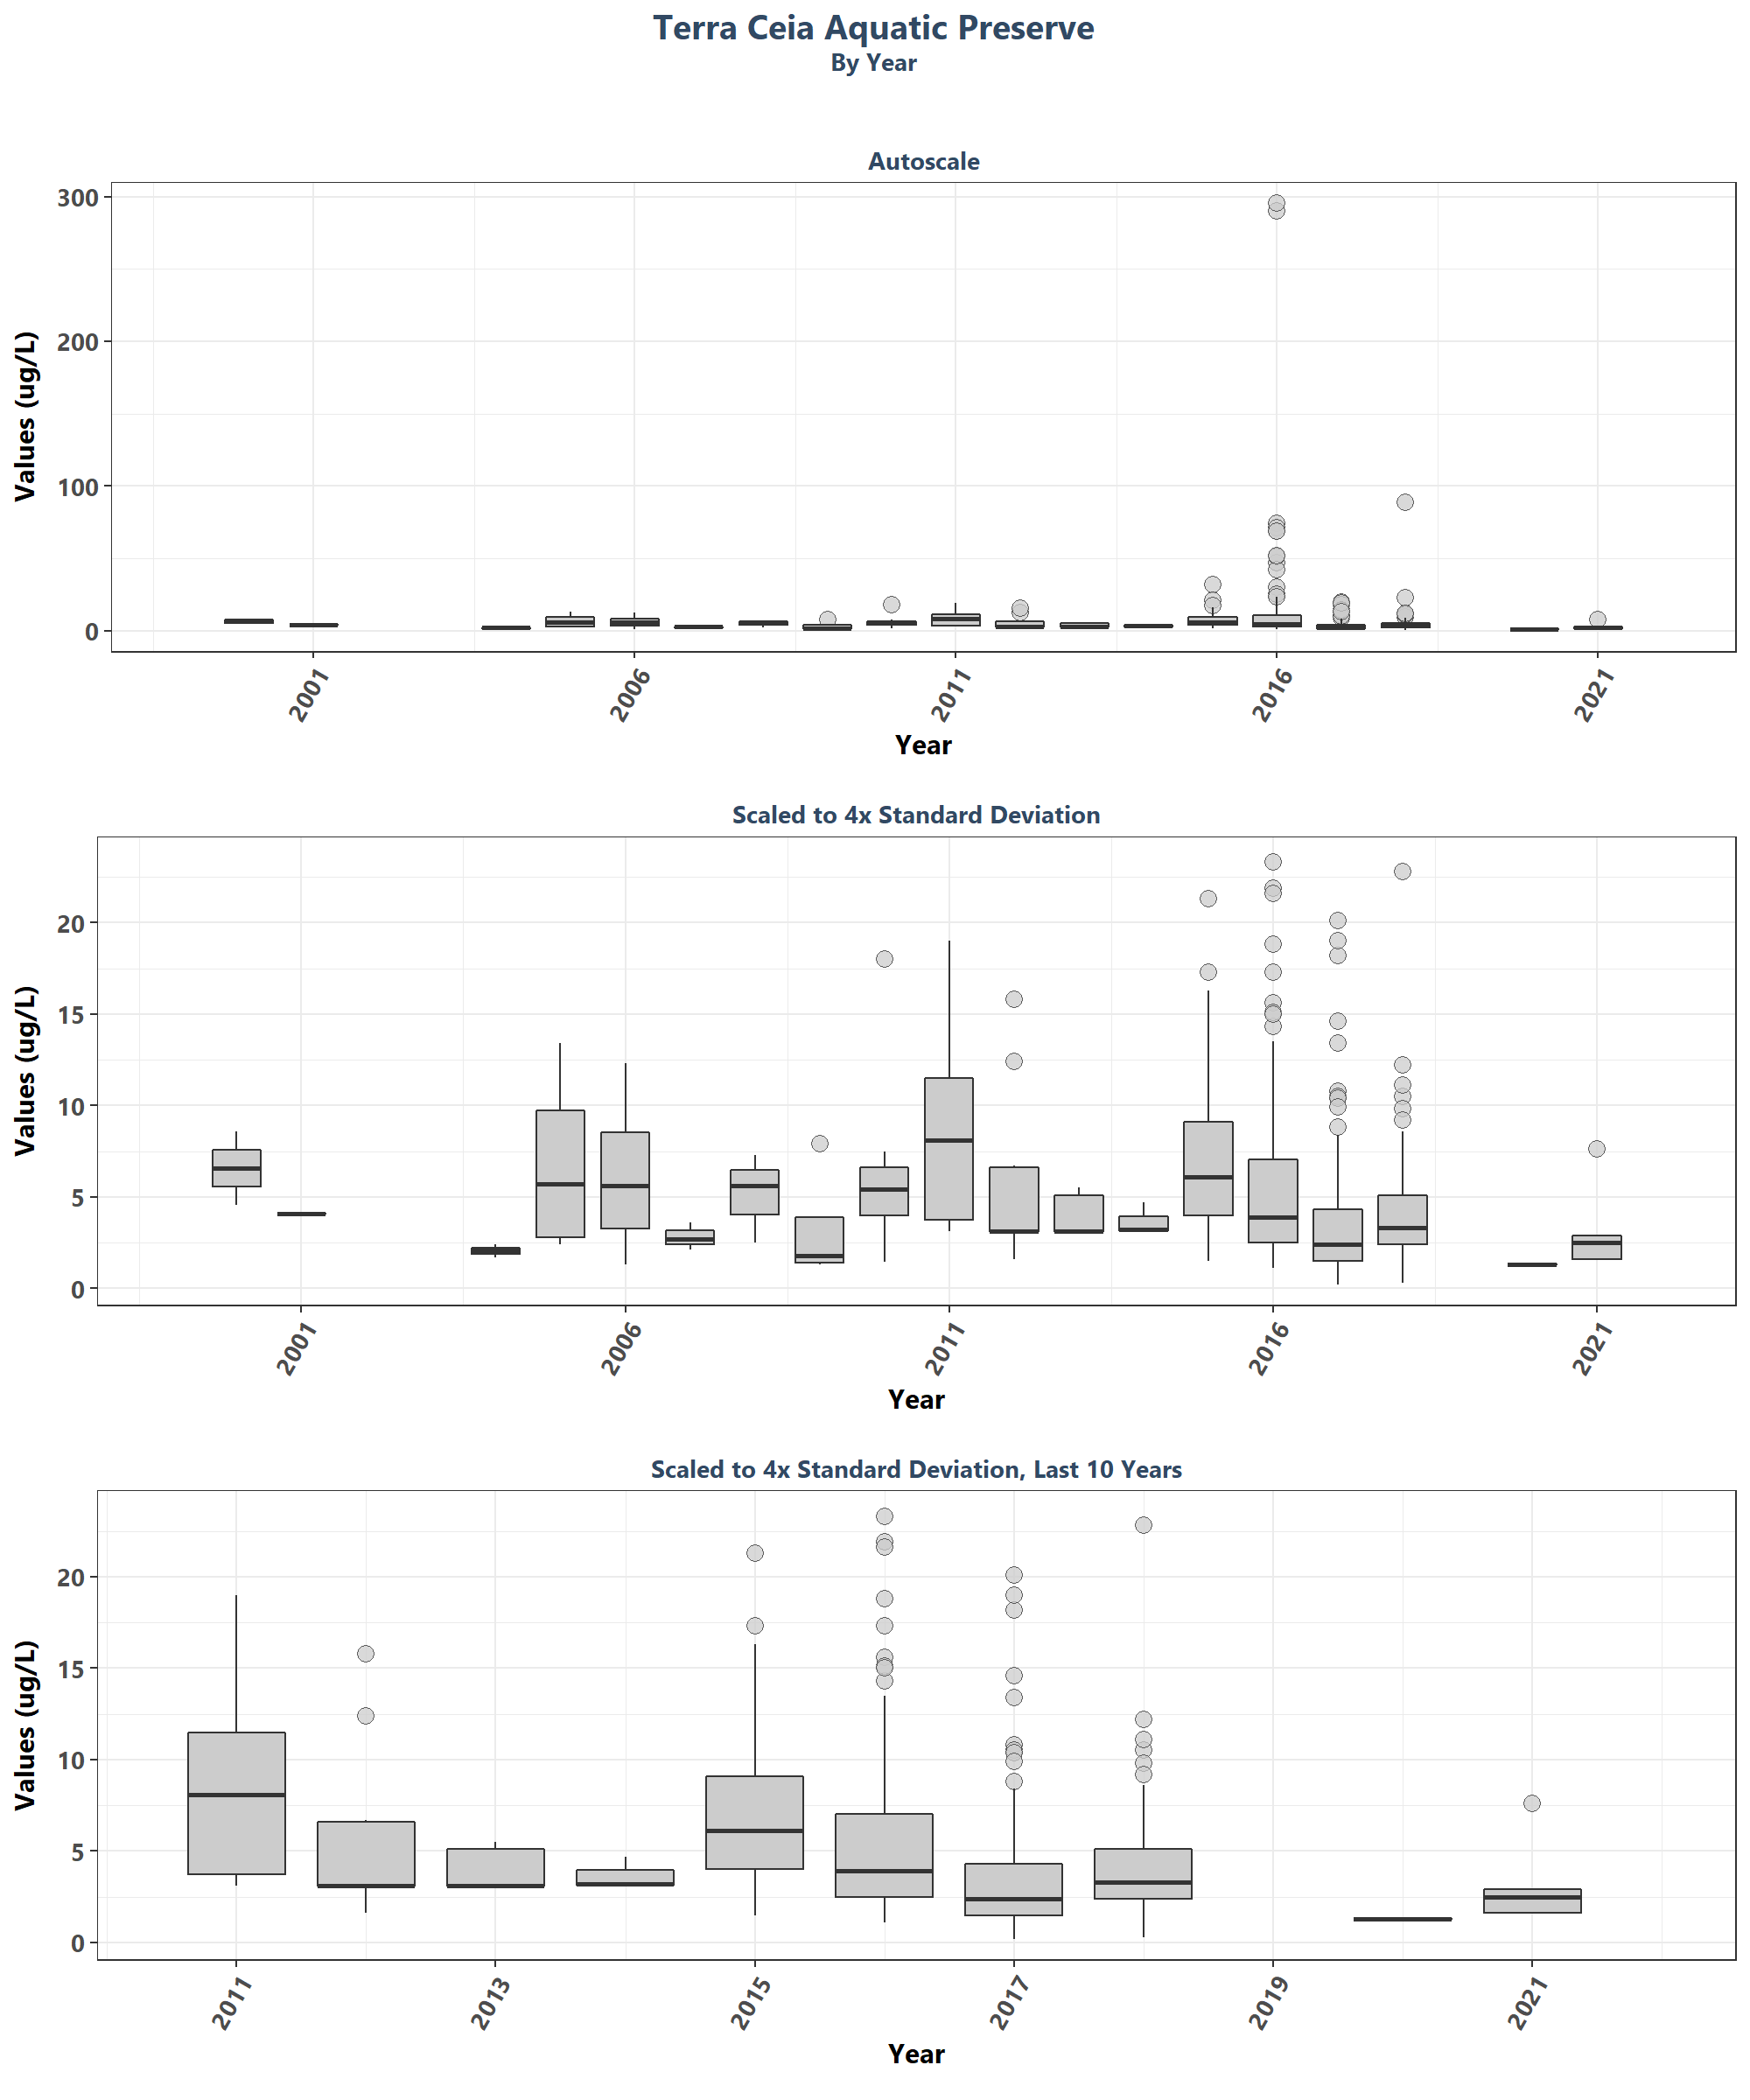 Terra Ceia Aquatic Preserve
By Year
Autoscale
Values (ug/L)
300
200
100
0
2001
2006
2011
2016
2021
Year
Scaled to 4x Standard Deviation
Values (ug/L)
20
15
10
5
0
2001
2006
2011
2016
2021
Year
Scaled to 4x Standard Deviation, Last 10 Years
Values (ug/L)
20
15
10
5
0
2011
2013
2015
2017
2019
2021
Year